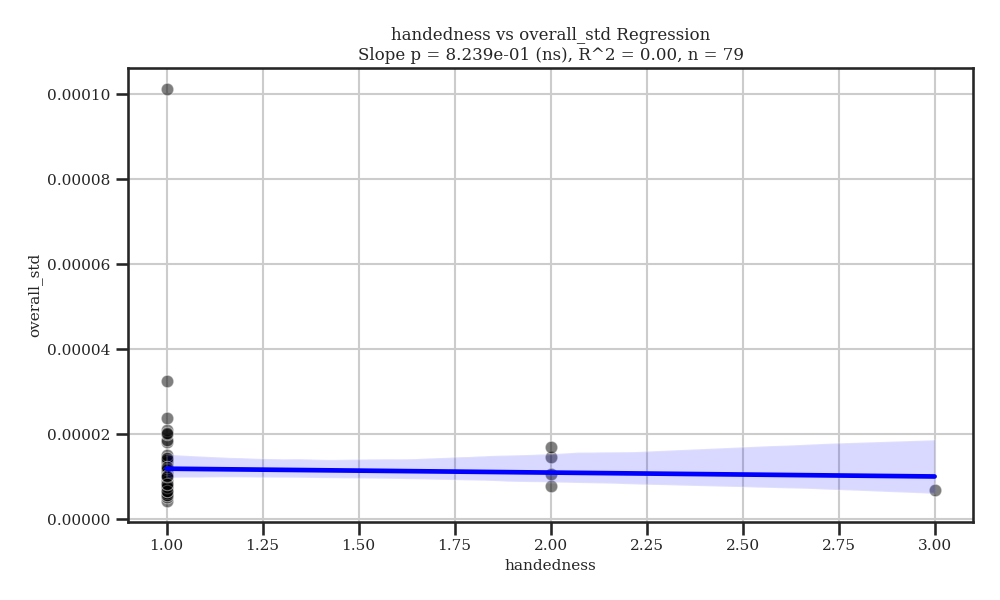 handedness vs overall_std Regression
Slope p = 8.239e-01 (ns), R^2 = 0.00, n = 79
0.00010
0.00008
0.00006
0.00004
0.00002
0.00000
overall_std
1.00 1.25 1.50 1.75 2.00 2.25 2.50 2.75 3.00
handedness